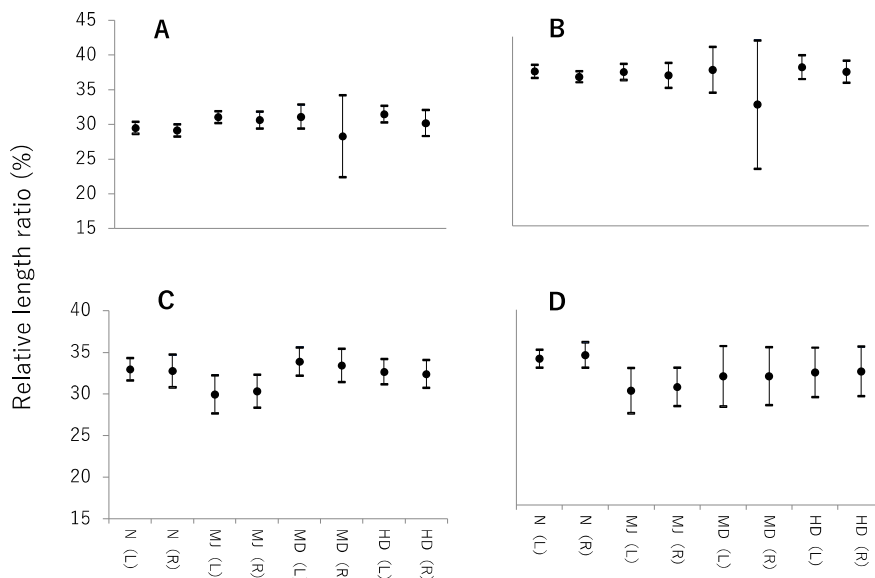 A
B
45
40
35
30
25
20
15
Relative length ratio (%)
C
D
40
35
30
25
20
15
N (L)
N (R)
MJ (L)
MJ (R)
MD (L)
MD (R
HD (L)
HD (R)
N (L)
N (R)
MJ (L)
MJ (R)
MD (L)
MD (R)
HD (L)
HD (R)